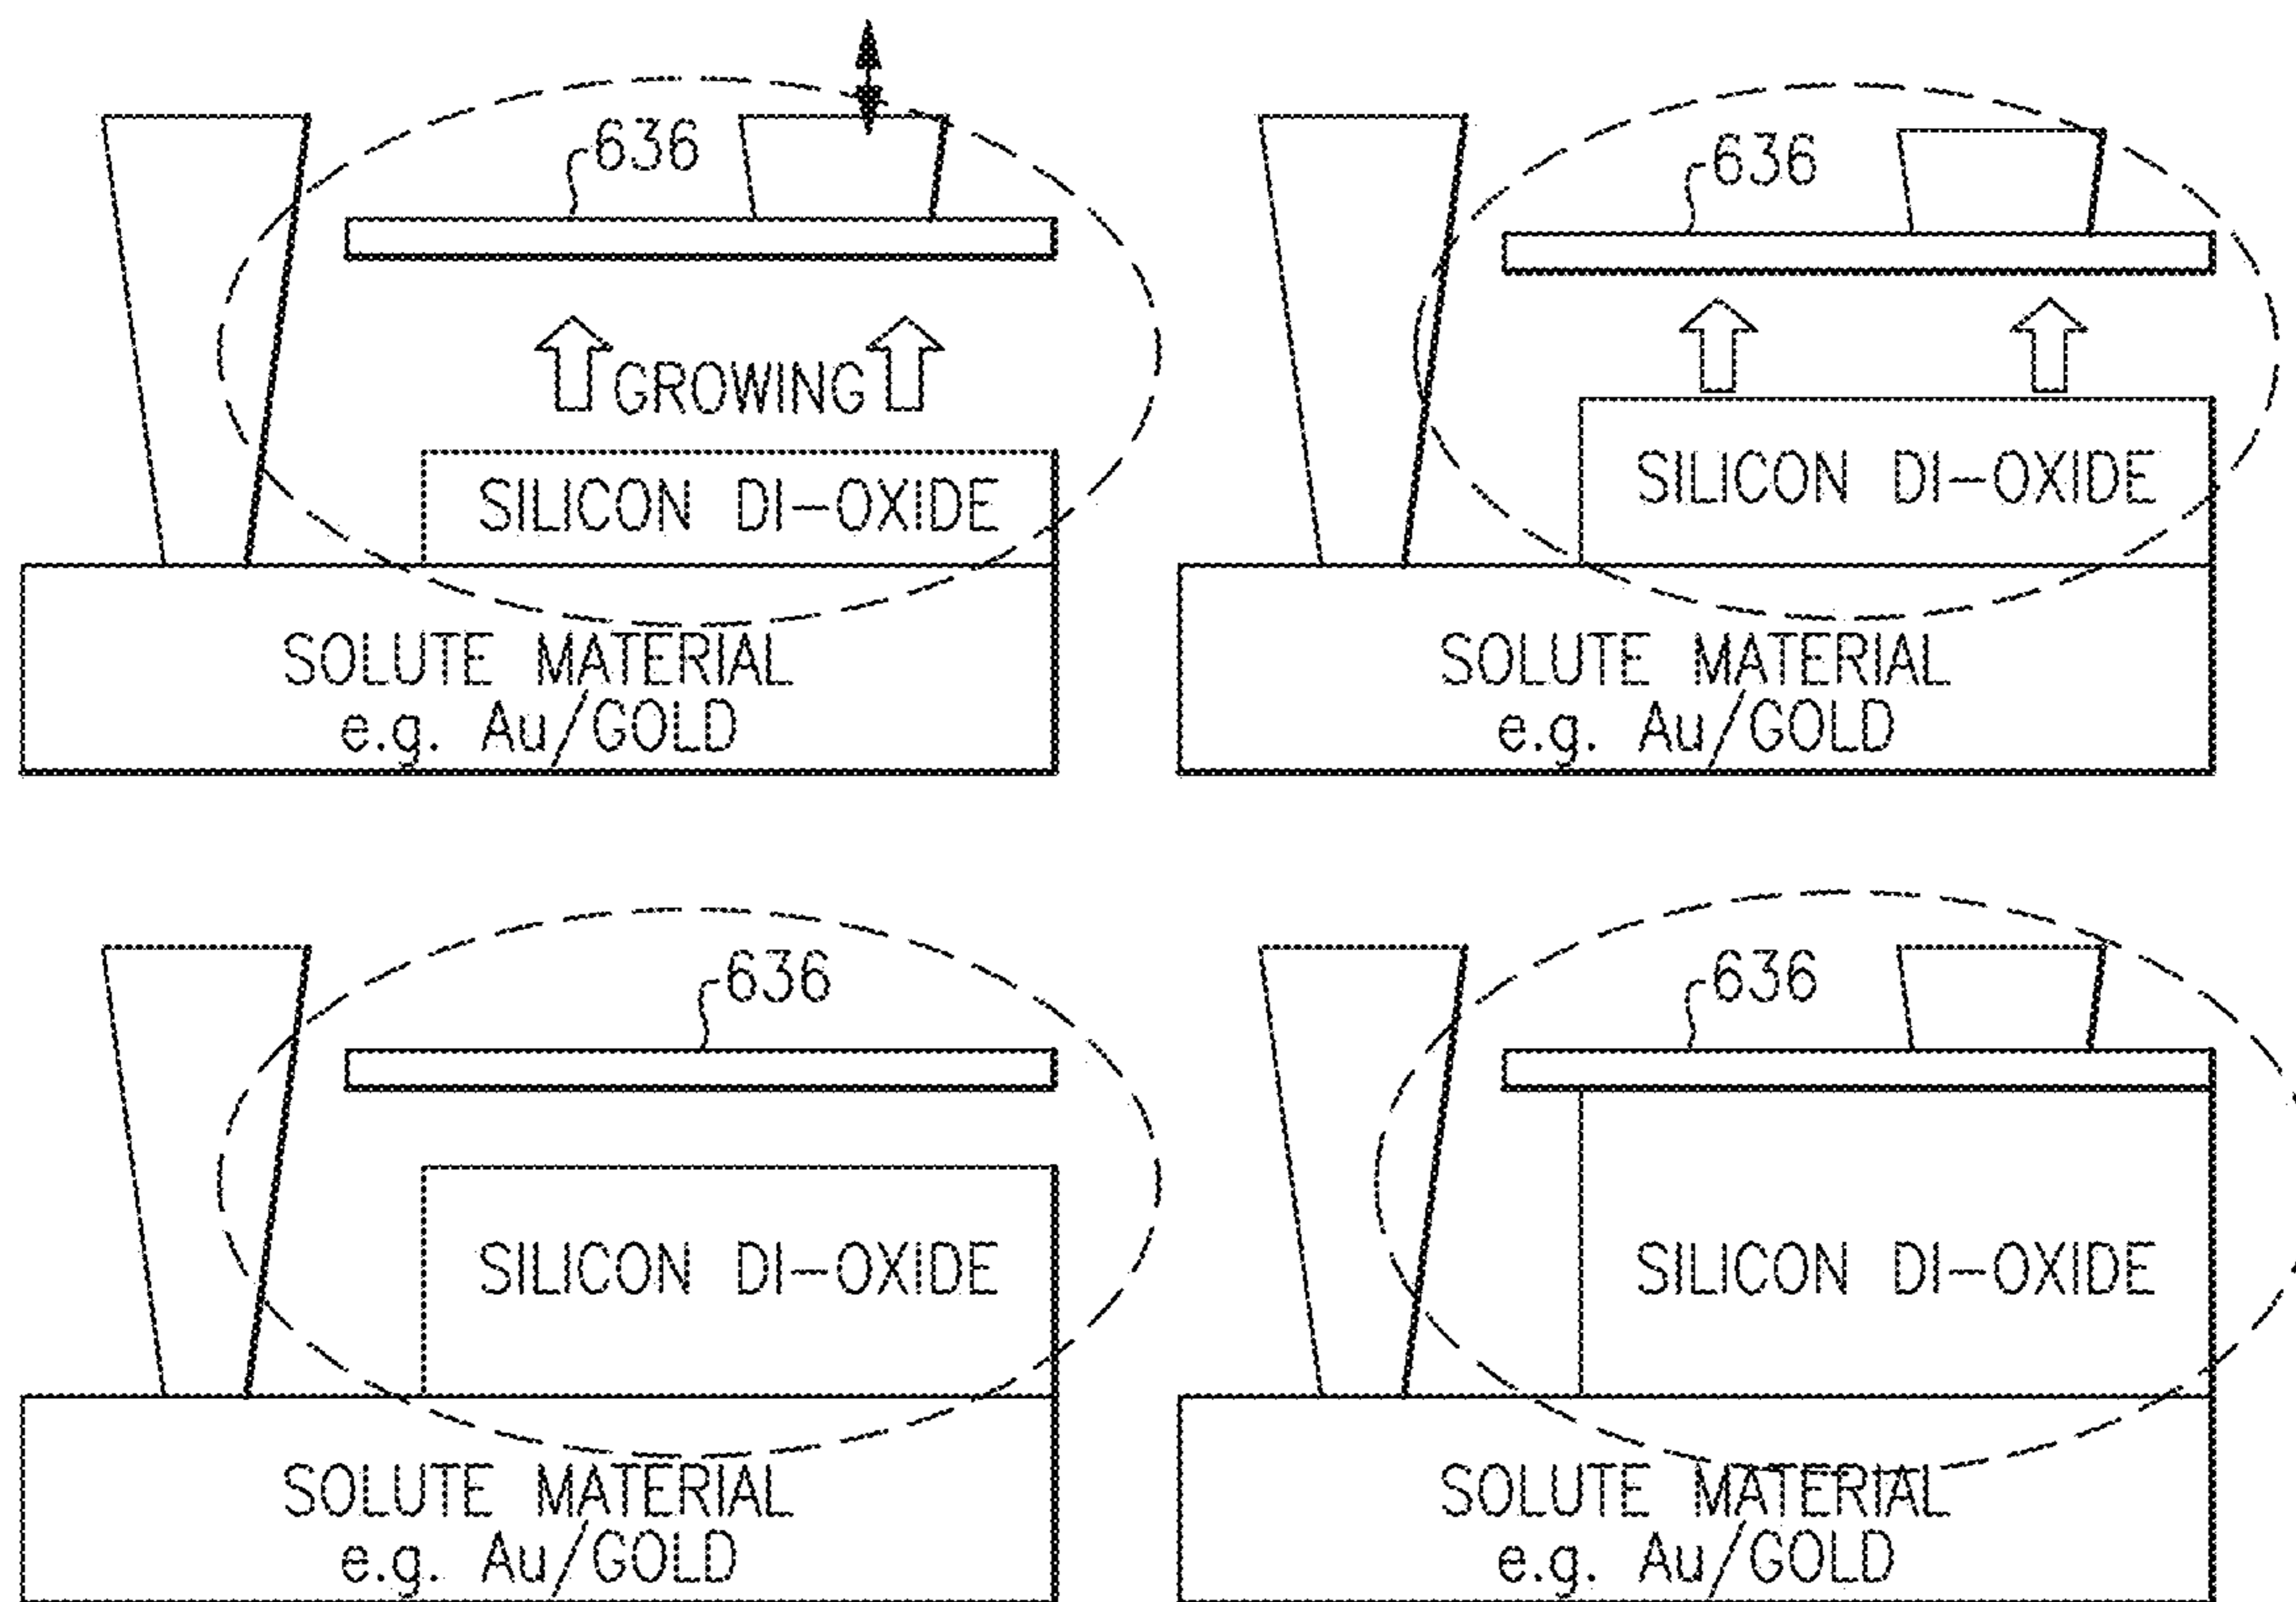 636
GROWING
SILICON DI-OXIDE
SOLUTE MATERIAL
e.g. Au/GOLD
636
SILICON DI-OXIDE
SOLUTE MATERIAL
e.g. Au/GOLD
636
SILICON DI-OXIDE
SOLUTE MATERIAL
e.g. Au/GOLD
636
SILICON DI-OXIDE
SOLUTE MATERIAL
e.g. Au/GOLD